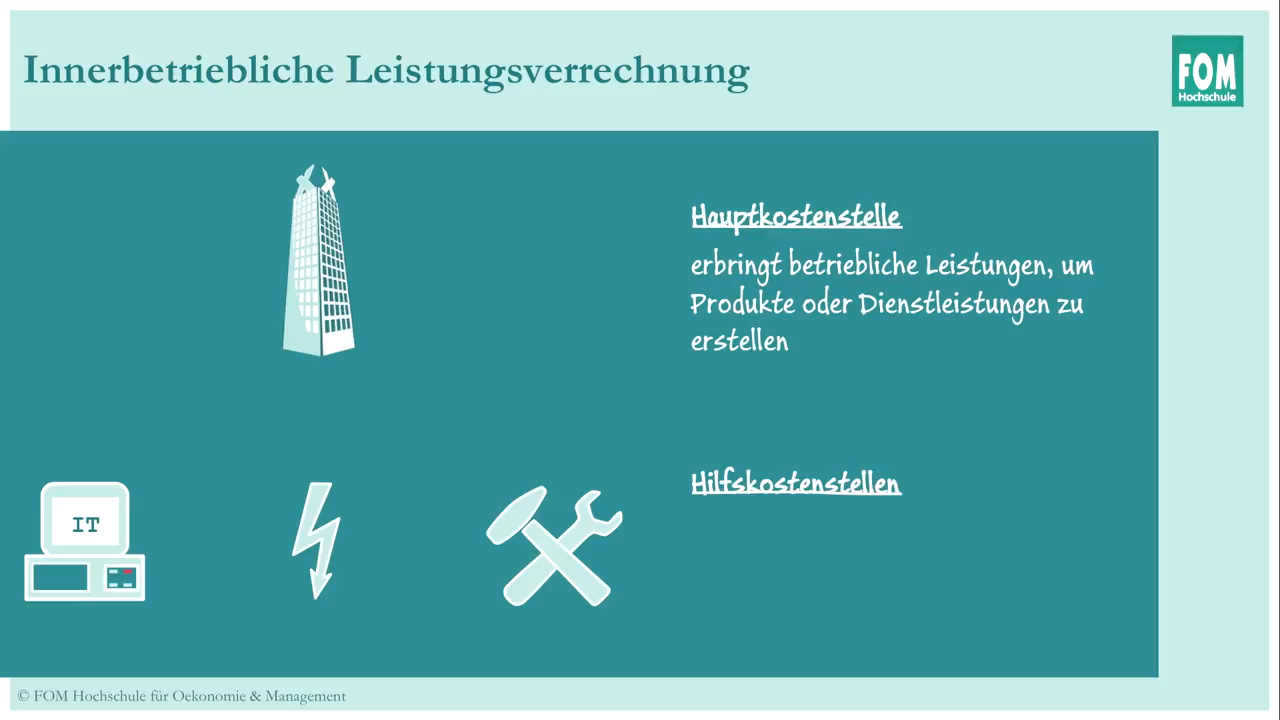 Innerbetriebliche Leistungsverrechnung
FOM
Hochschule
Hauptkostenstelle
erbringt betriebliche Leistungen, um
Produkte oder Dienstleistungen zu
erstellen
Hilfskostenstellen
IT
© FOM Hochschule für Oekonomie & Management